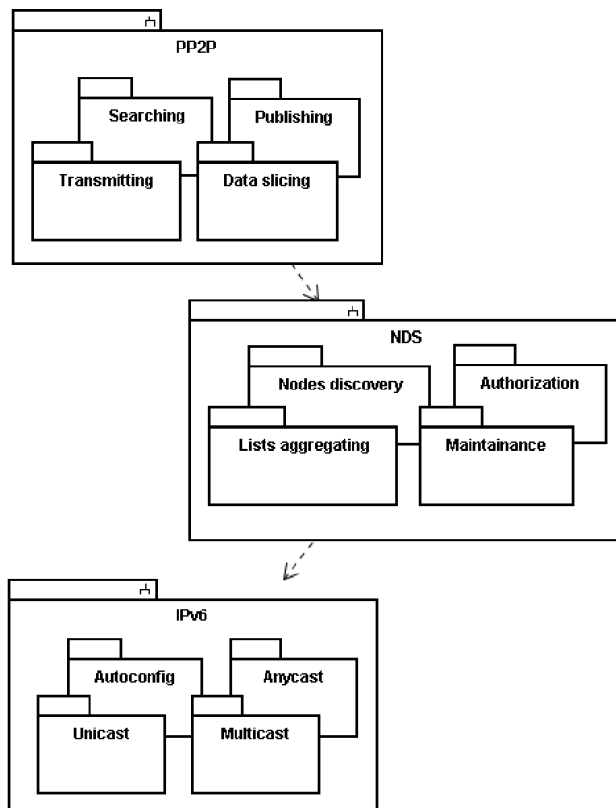 PP2P
Searching
Publishing
Transmitting
Data slicing
NDS
Nodes discovery
Authorization
Lists aggregating
Maintainance
IPv6
Autoconfig
Anycast
Unicast
Multicast